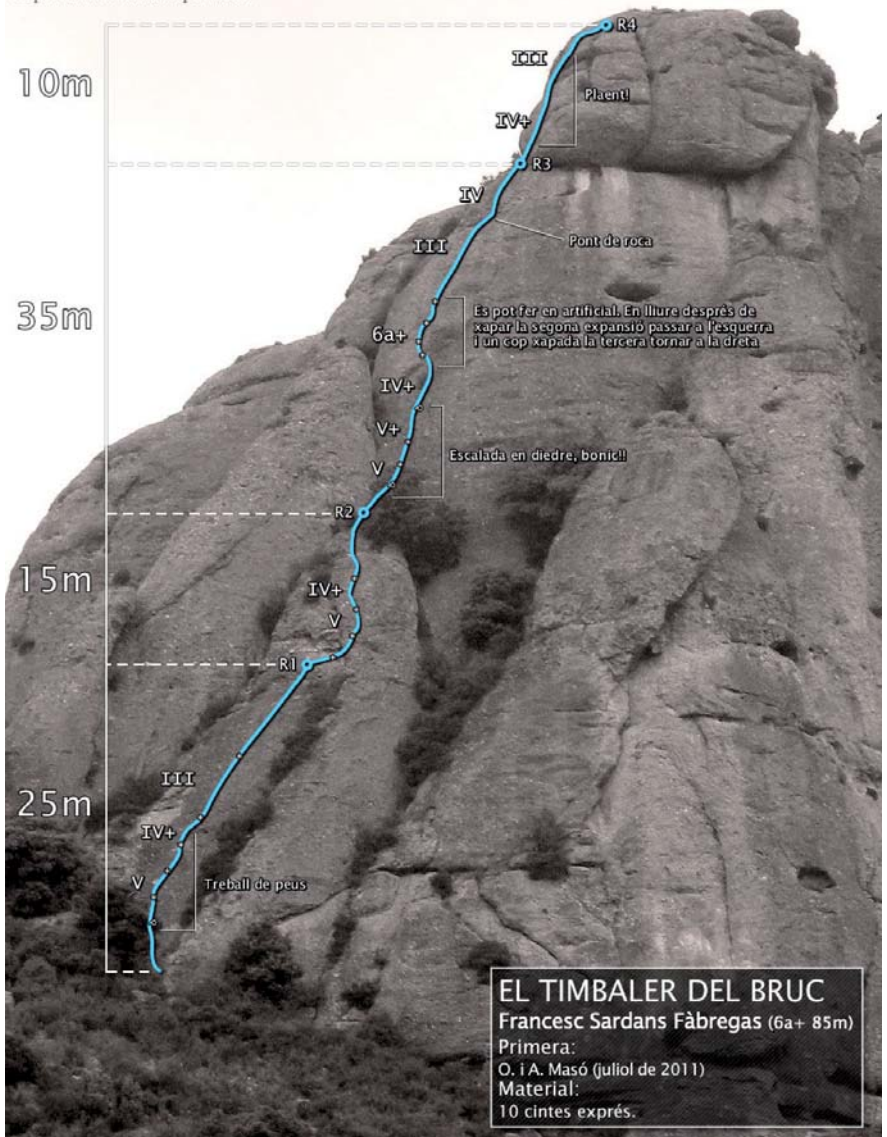 R4
III
10m
Plaent!
IV+
R3
IV
Pont de roca
III
35m
Es pot fer en artificial. En lliure després de
xapar la segona expansió passar a l'esquerra
i un cop xapada la tercera tornar a la dreta
6a+
IV+
V+
Escalada en diedre, bonic!!
V
R2
15m
IV+
V
R1
III
25m
IV+
V
Treball de peus
EL TIMBALER DEL BRUC
Francesc Sardans Fàbregas (6a+ 85m)
Primera:
O. i A. Masó (juliol de 2011)
Material:
10 cintes exprés.